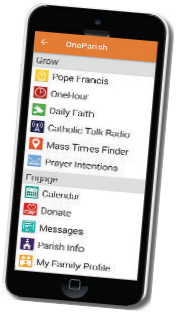 OneParish
Grow
Pope Francis
OneHour
Daily Faith
Catholic Talk Radio
Mass Times Finder
Prayer Intentions
Engage
Calendar
Donate
Messages
Parish Info
My Family Profile